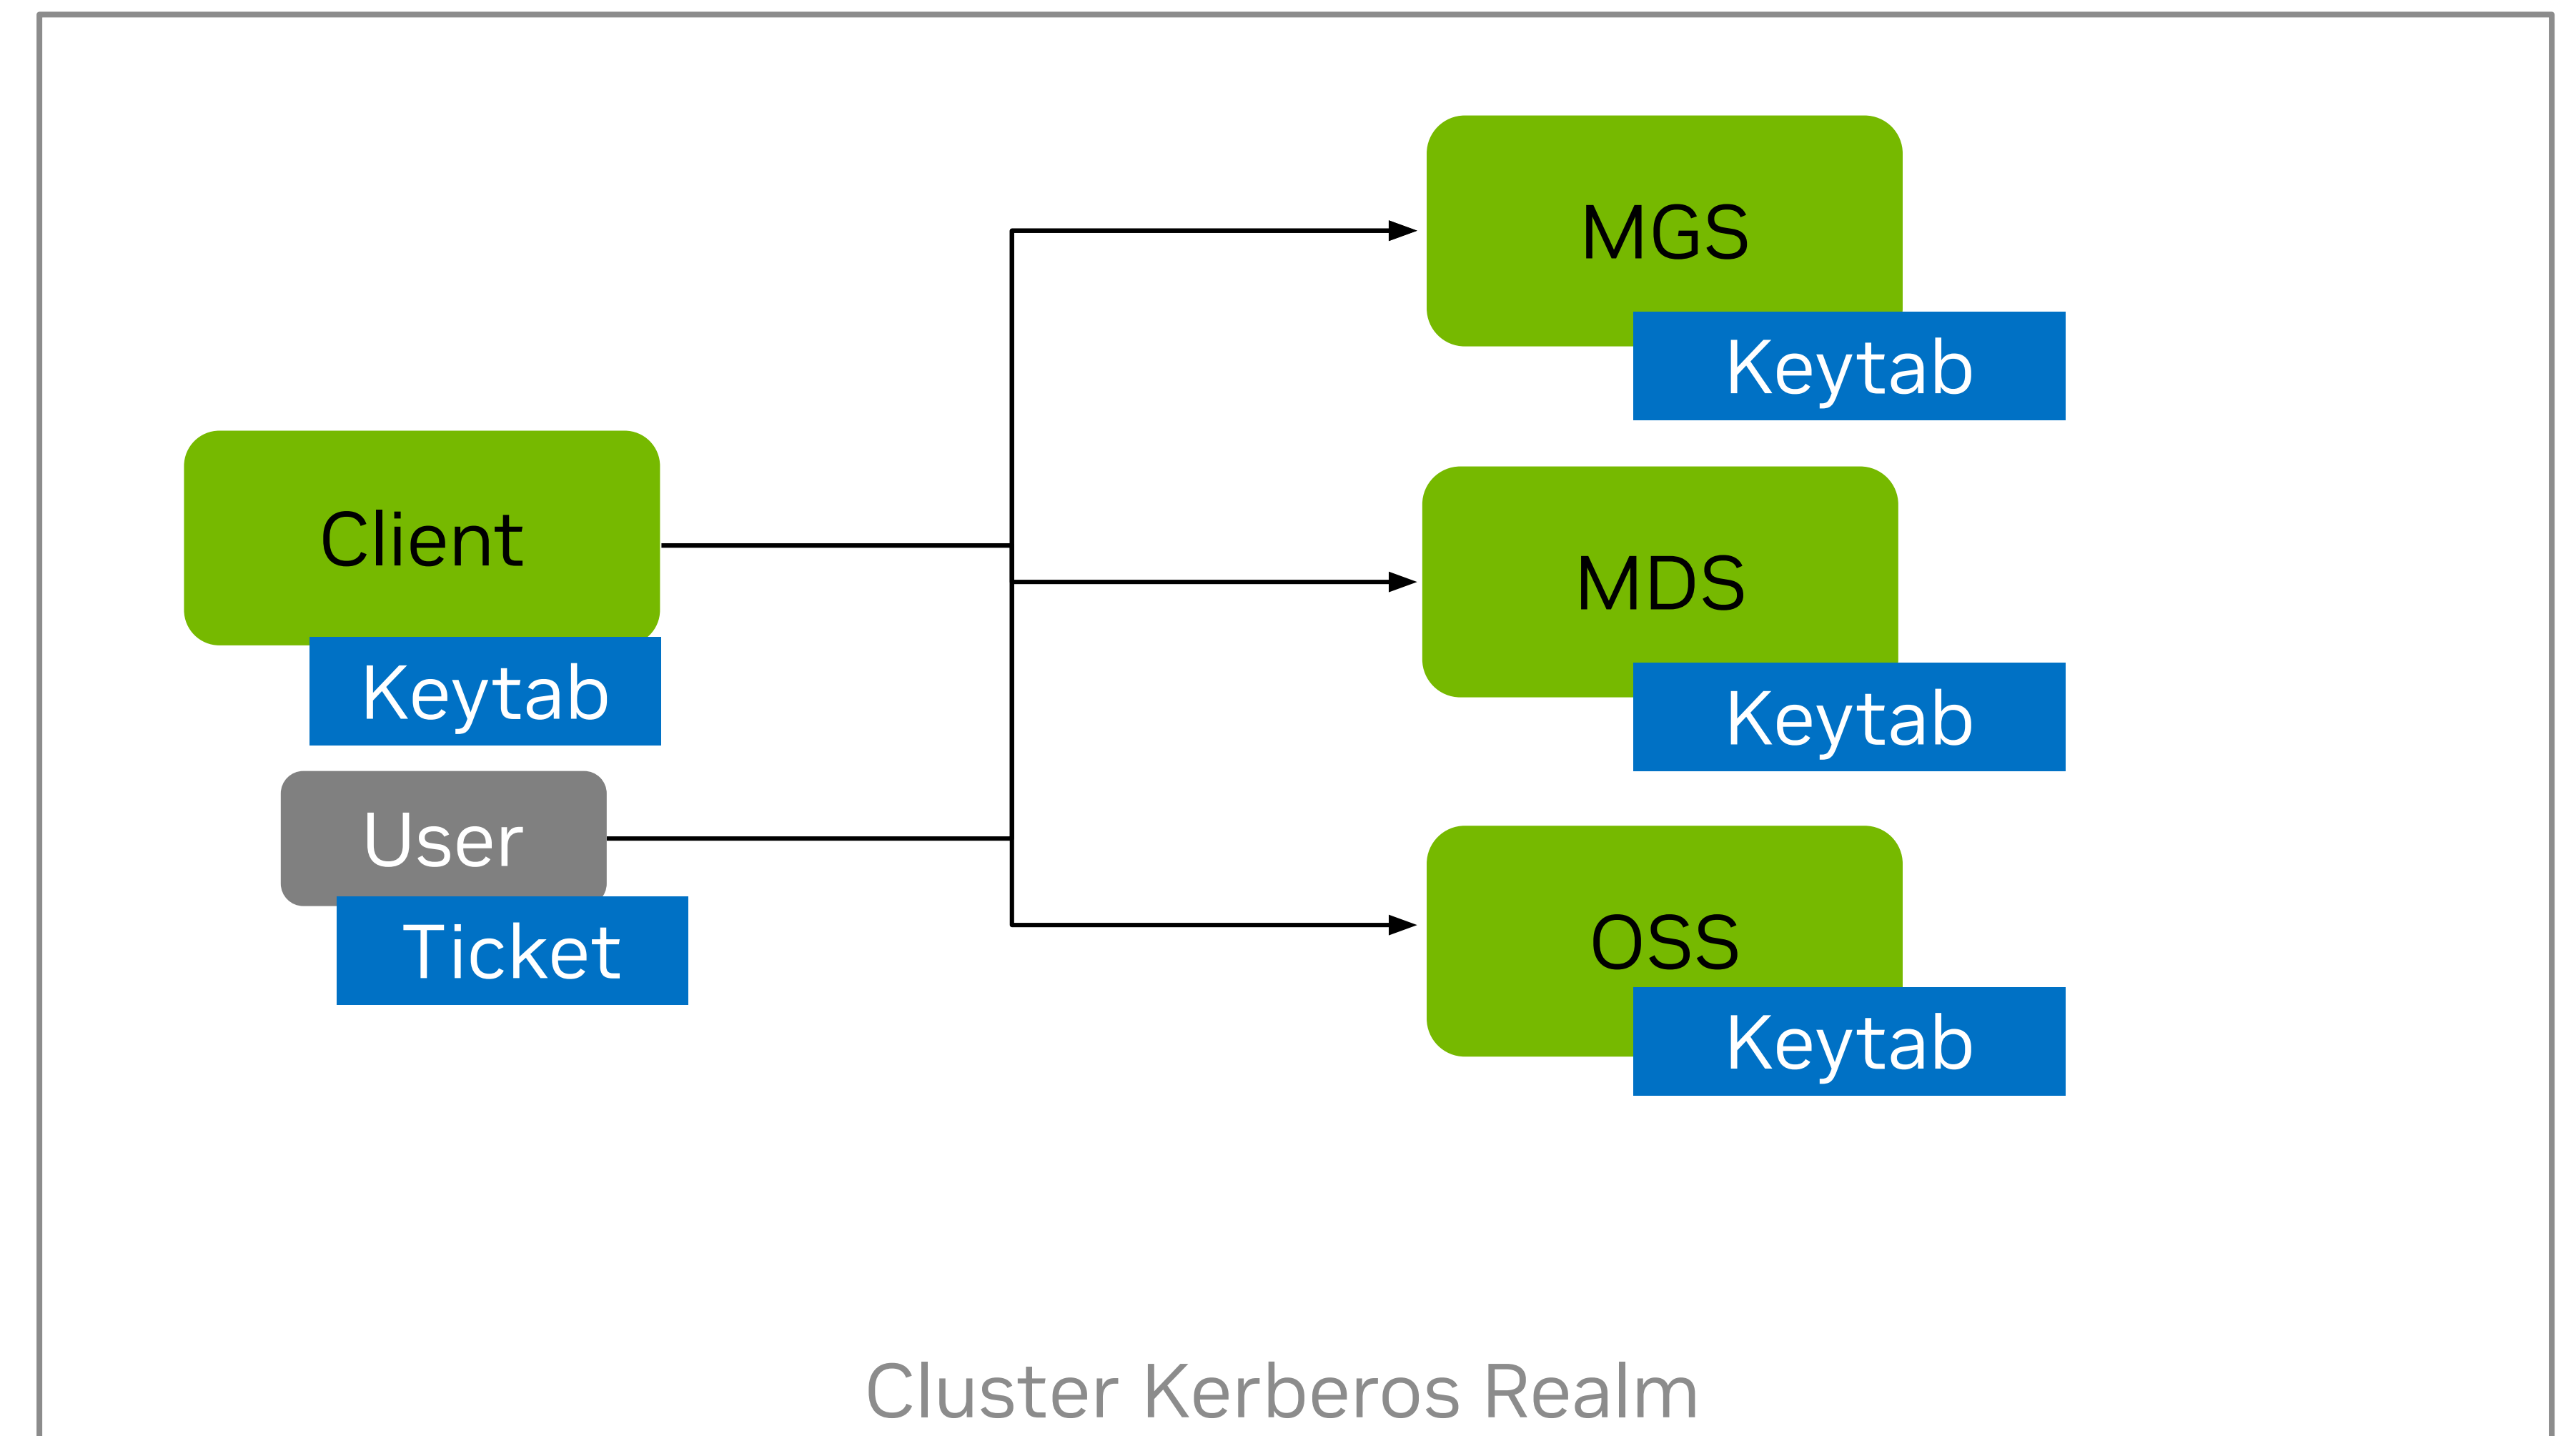 MGS
Keytab
Client
Keytab
MDS
Keytab
User
Ticket
OSS
Keytab
Cluster Kerberos Realm